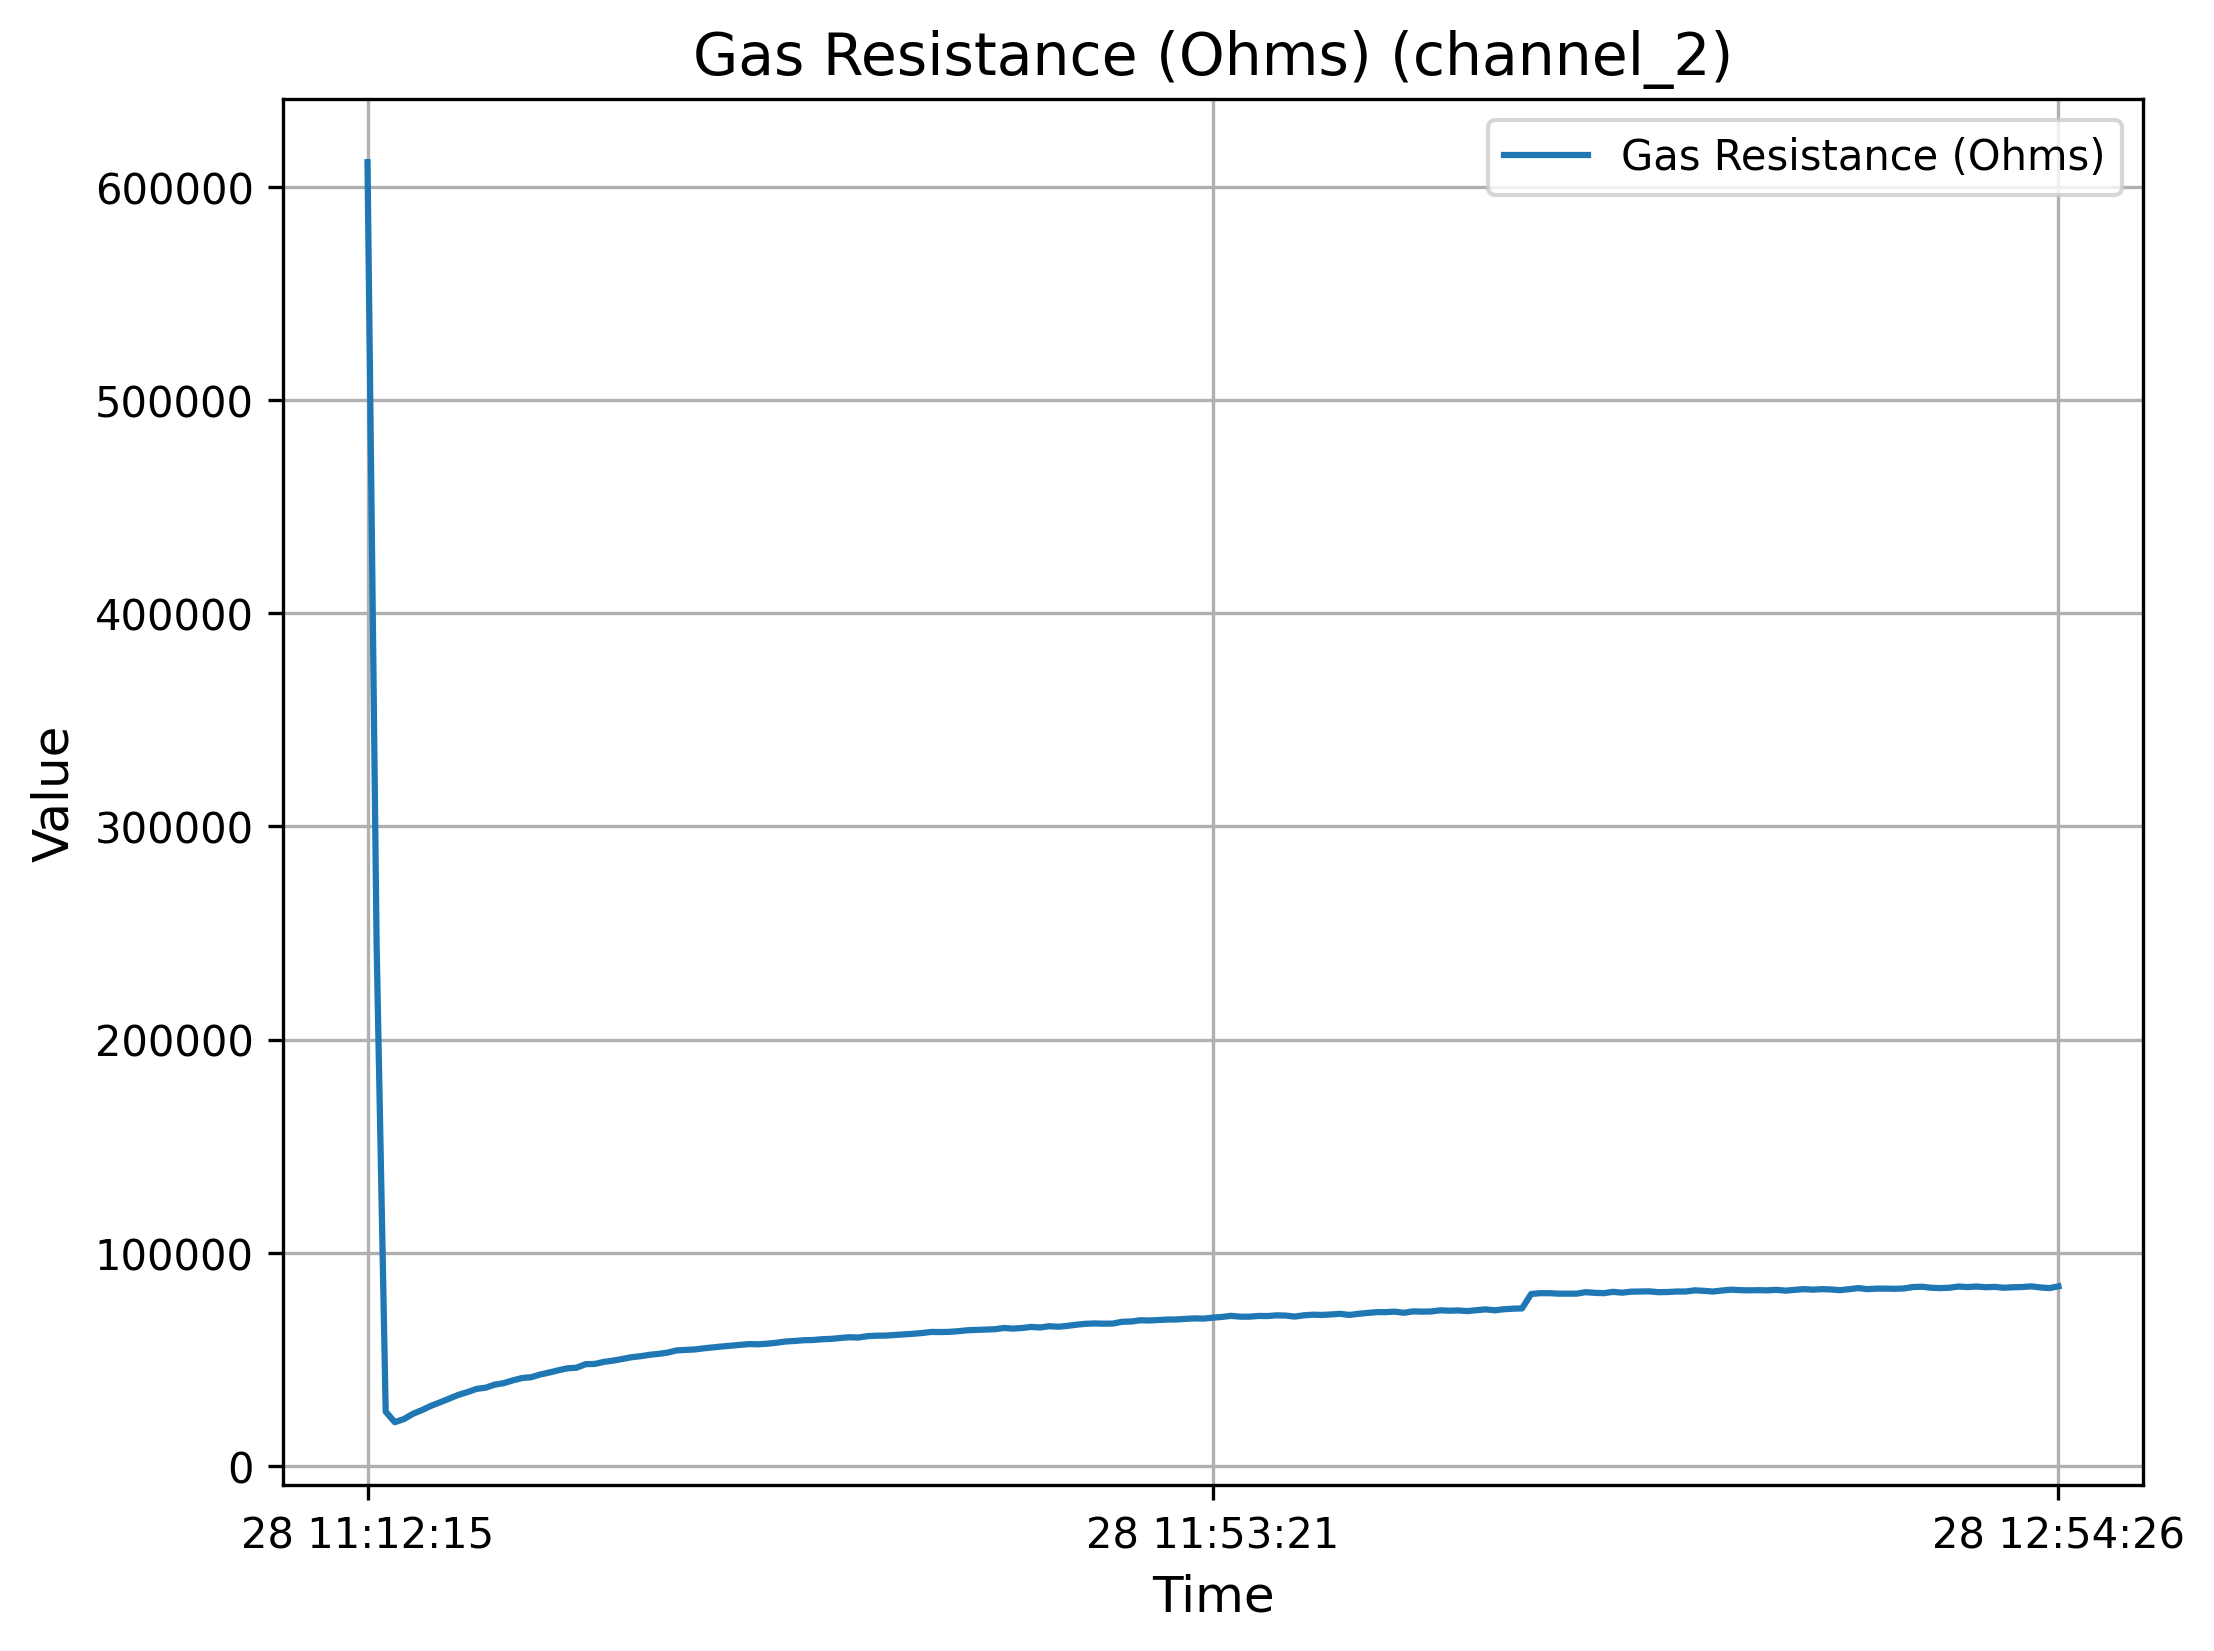 Gas Resistance (Ohms) (channel_2)
Gas Resistance (Ohms)
600000
500000
400000
300000
200000
100000
0
Value
28 11:12:15
28 11:53:21
28 12:54:26
Time